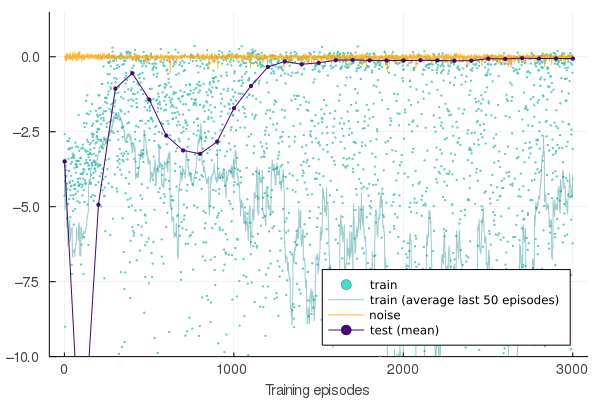 0.0
−2.5
−5.0
−7.5
−10.0
train
train (average last 50 episodes)
noise
test (mean)
0
1000
2000
3000
Training episodes